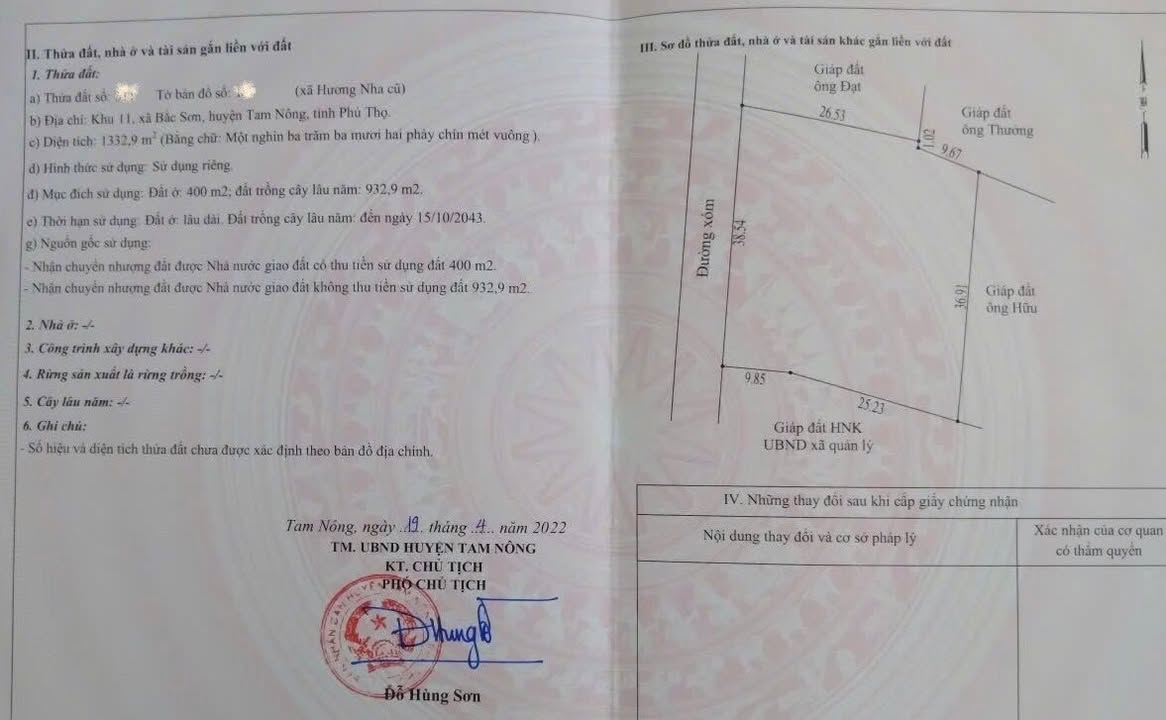 II. Thửa đất, nhà ở và tài sản gắn liền với đất
1. Thửa đất:
a) Thửa đất số: Tờ bản đồ số: (xã Hương Nha cũ)
b) Địa chỉ: Khu 11, xã Bắc Sơn, huyện Tam Nông, tỉnh Phú Thọ.
c) Diện tích: 1332,9 m² (Bằng chữ: Một nghìn ba trăm ba mươi hai phảy chín mét vuông ).
d) Hình thức sử dụng: Sử dụng riêng.
đ) Mục đích sử dụng: Đất ở: 400 m2; đất trồng cây lâu năm: 932,9 m2.
e) Thời hạn sử dụng: Đất ở: lâu dài. Đất trồng cây lâu năm: đến ngày 15/10/2043.
g) Nguồn gốc sử dụng:
- Nhận chuyển nhượng đất được Nhà nước giao đất có thu tiền sử dụng đất 400 m2.
- Nhận chuyển nhượng đất được Nhà nước giao đất không thu tiền sử dụng đất 932,9 m2.
2. Nhà ở: -/-
3. Công trình xây dựng khác: -/-
4. Rừng sản xuất là rừng trồng: -/-
5. Cây lâu năm: -/-
6. Ghi chú:
- Số hiệu và diện tích thửa đất chưa được xác định theo bản đồ địa chính.
Tam Nông, ngày ..19. tháng .4.. năm 2022
TM. UBND HUYỆN TAM NÔNG
KT. CHỦ TỊCH
PHÓ CHỦ TỊCH
Đỗ Hùng Sơn
III. Sơ đồ thửa đất, nhà ở và tài sản khác gắn liền với đất
Giáp đất
ông Đạt
26.53
1.02
Giáp đất
ông Thưởng
9.67
Đường xóm
38.54
36.91
Giáp đất
ông Hữu
9.85
25.23
Giáp đất HNK
UBND xã quản lý
IV. Những thay đổi sau khi cấp giấy chứng nhận
Nội dung thay đổi và cơ sở pháp lý
Xác nhận của cơ quan
có thẩm quyền